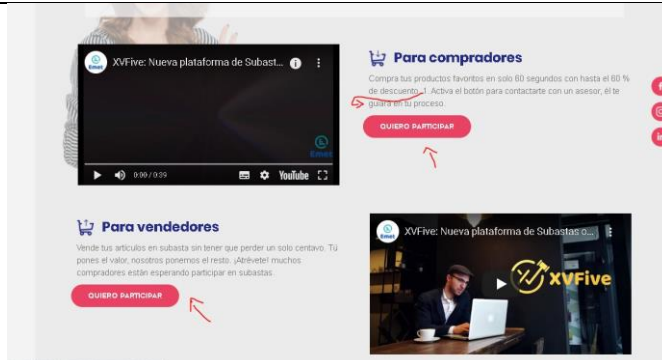 XVFive: Nueva plataforma de Subast...
Emet
0:00 / 0:39
YouTube
Para compradores
Compra tus productos favoritos en solo 80 segundos con hasta el 60 %
de descuento. 1. Activa el botón para contactarte con un asesor, él te
guiará en tu proceso.
QUIERO PARTICIPAR
Para vendedores
Vende tus artículos en subasta sin tener que perder un solo centavo. Tú
pones el valor, nosotros ponemos el resto. ¡Atrévete! muchos
compradores están esperando participar en subastas.
QUIERO PARTICIPAR
XVFive: Nueva plataforma de Subastas o...
XVFive